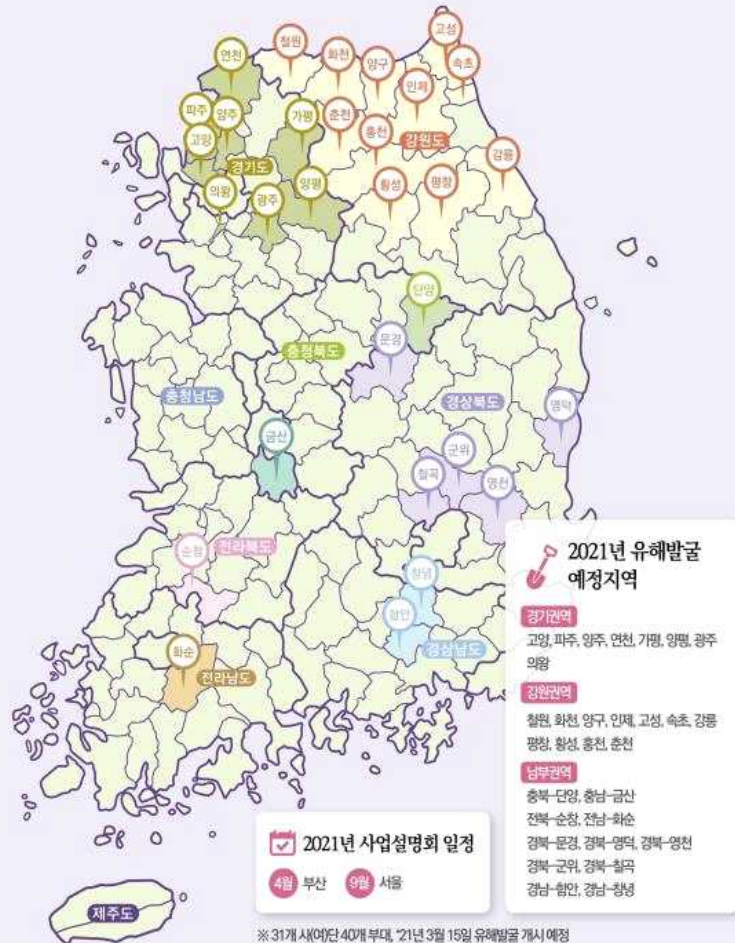 고성
철원
화천
연천
양구
속초
인제
파주
양주
가평
춘천
홍천
강원도
고양
강릉
경기도
의왕
광주
양평
횡성
평창
단양
문경
충청북도
충청남도
경상북도
영덕
금산
군위
칠곡
영천
순창
전라북도
창녕
함안
경상남도
화순
전라남도
제주도
2021년 유해발굴
예정지역
경기권역
고양, 파주, 양주, 연천, 가평, 양평, 광주
의왕
강원권역
철원, 화천, 양구, 인제, 고성, 속초, 강릉
평창, 횡성, 홍천, 춘천
남부권역
충북-단양, 충남-금산
전북-순창, 전남-화순
경북-문경, 경북-영덕, 경북-영천
경북-군위, 경북-칠곡
경남-함안, 경남-창녕
2021년 사업설명회 일정
4월 부산 9월 서울
※ 31개 사(여)단 40개 부대, '21년 3월 15일 유해발굴 개시 예정